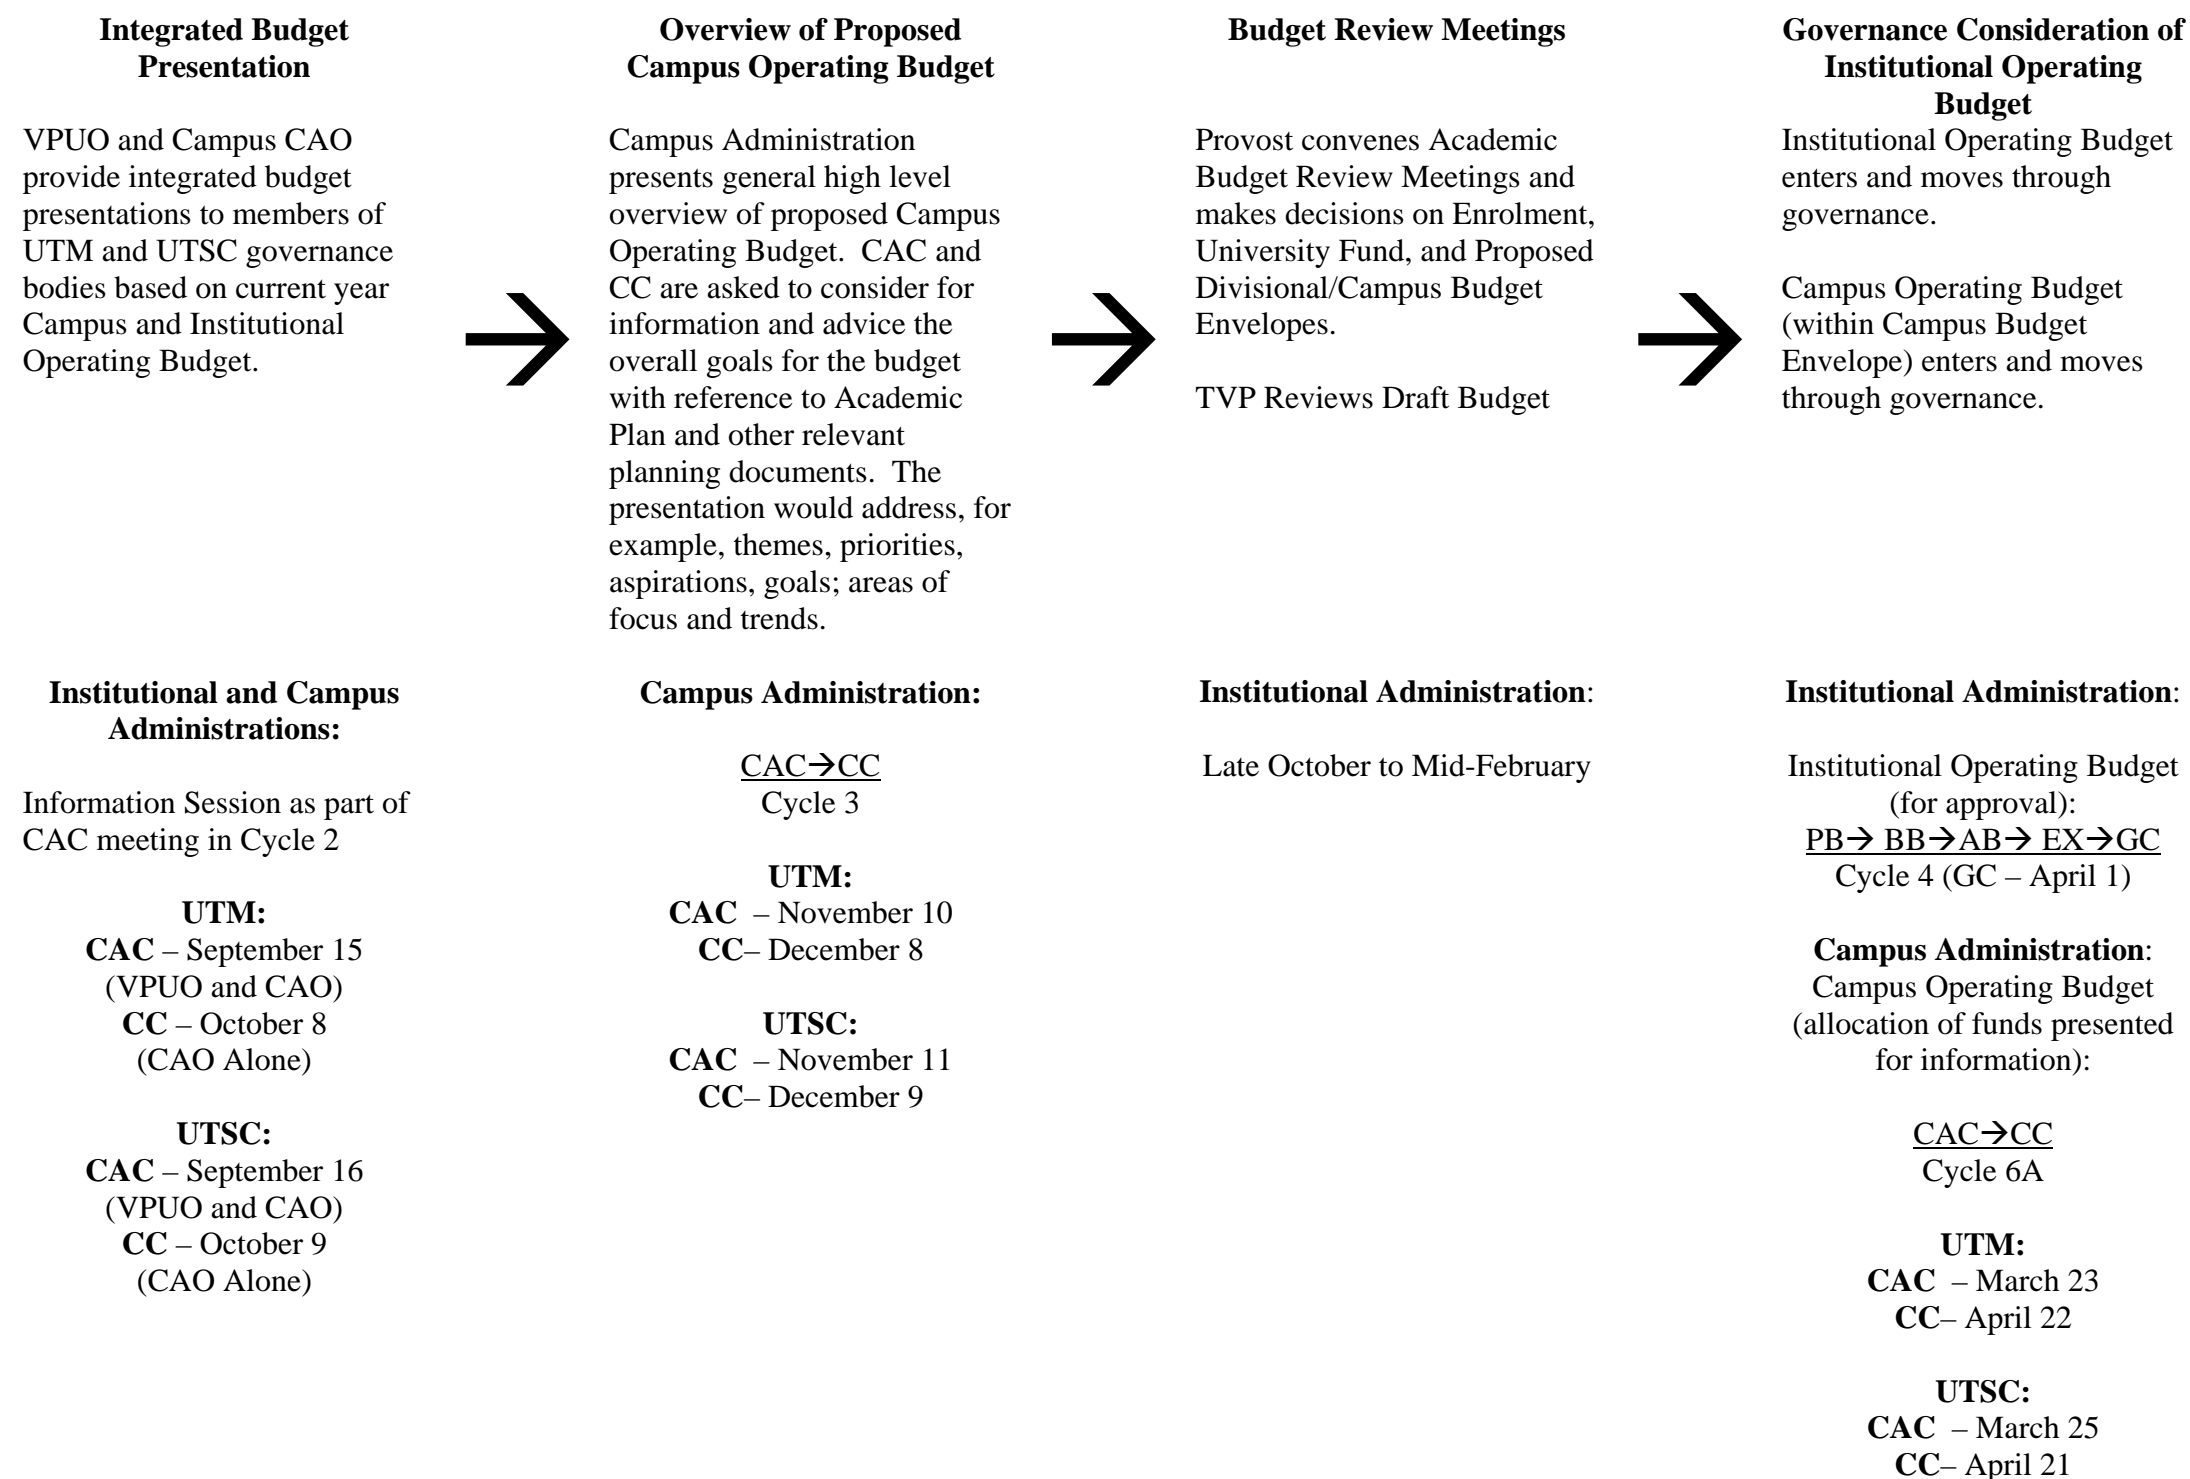 Integrated Budget
Presentation
VPUO and Campus CAO
provide integrated budget
presentations to members of
UTM and UTSC governance
bodies based on current year
Campus and Institutional
Operating Budget.
Institutional and Campus
Administrations:
Information Session as part of
CAC meeting in Cycle 2
UTM:
CAC – September 15
(VPUO and CAO)
CC – October 8
(CAO Alone)
UTSC:
CAC – September 16
(VPUO and CAO)
CC – October 9
(CAO Alone)
→
Overview of Proposed
Campus Operating Budget
Campus Administration
presents general high level
overview of proposed Campus
Operating Budget.  CAC and
CC are asked to consider for
information and advice the
overall goals for the budget
with reference to Academic
Plan and other relevant
planning documents.  The
presentation would address, for
example, themes, priorities,
aspirations, goals; areas of
focus and trends.
Campus Administration:
CAC→CC
Cycle 3
UTM:
CAC  – November 10
CC– December 8
UTSC:
CAC  – November 11
CC– December 9
→
Budget Review Meetings
Provost convenes Academic
Budget Review Meetings and
makes decisions on Enrolment,
University Fund, and Proposed
Divisional/Campus Budget
Envelopes.
TVP Reviews Draft Budget
Institutional Administration:
Late October to Mid-February
→
Governance Consideration of
Institutional Operating
Budget
Institutional Operating Budget
enters and moves through
governance.
Campus Operating Budget
(within Campus Budget
Envelope) enters and moves
through governance.
Institutional Administration:
Institutional Operating Budget
(for approval):
PB→ BB→AB→ EX→GC
Cycle 4 (GC – April 1)
Campus Administration:
Campus Operating Budget
(allocation of funds presented
for information):
CAC→CC
Cycle 6A
UTM:
CAC  – March 23
CC– April 22
UTSC:
CAC  – March 25
CC– April 21